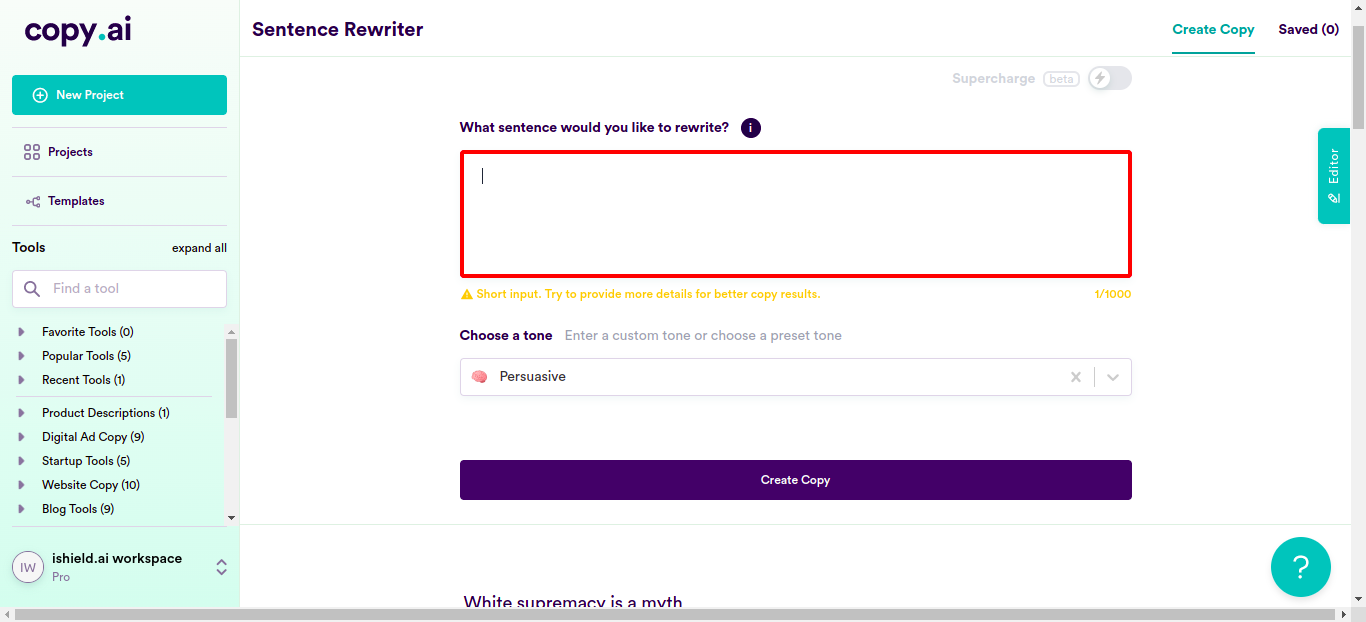 copy.ai
Sentence Rewriter
Create Copy
Saved (0)
New Project
Supercharge beta
What sentence would you like to rewrite? i
Projects
Editor
Templates
Tools
expand all
Find a tool
Short input. Try to provide more details for better copy results.
1/1000
Favorite Tools (0)
Choose a tone Enter a custom tone or choose a preset tone
Popular Tools (5)
Recent Tools (1)
Persuasive
Product Descriptions (1)
Digital Ad Copy (9)
Startup Tools (5)
Website Copy (10)
Create Copy
Blog Tools (9)
IW
ishield.ai workspace
Pro
?
White supremacy is a myth